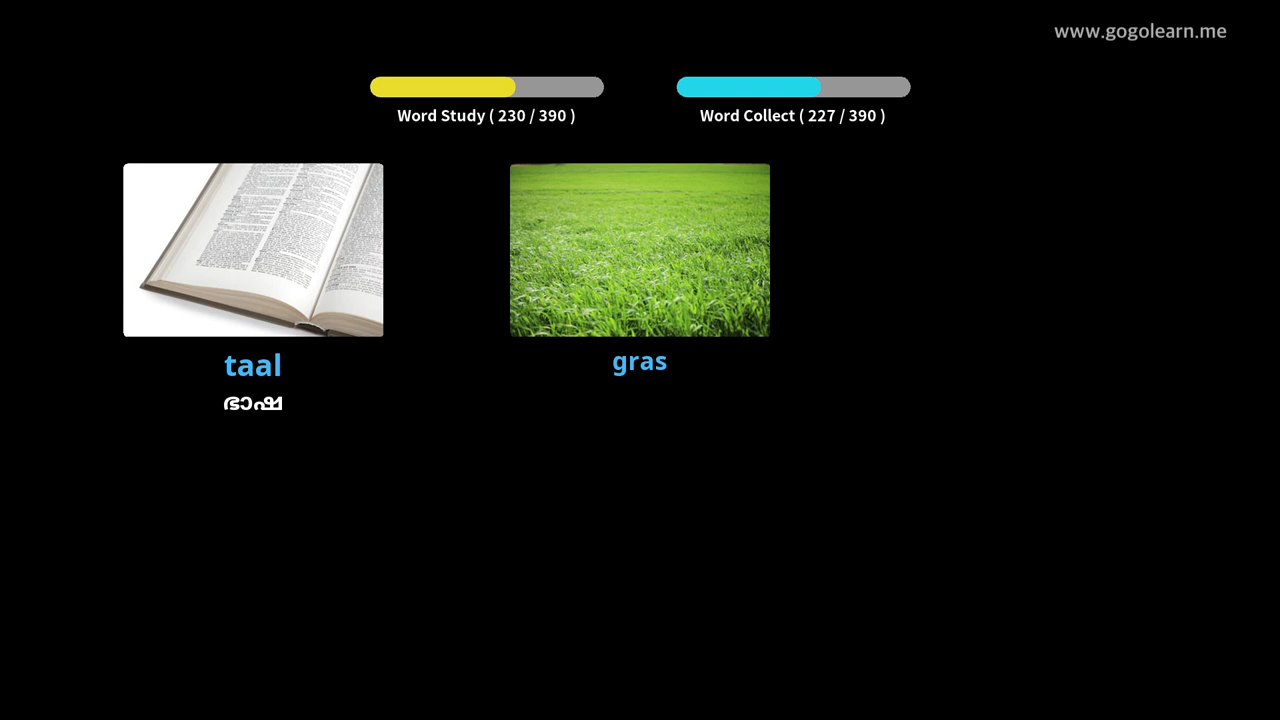 www.gogolearn.me
Word Study ( 230 / 390 )
Word Collect ( 227 / 390 )
taal
ഭാഷ
gras